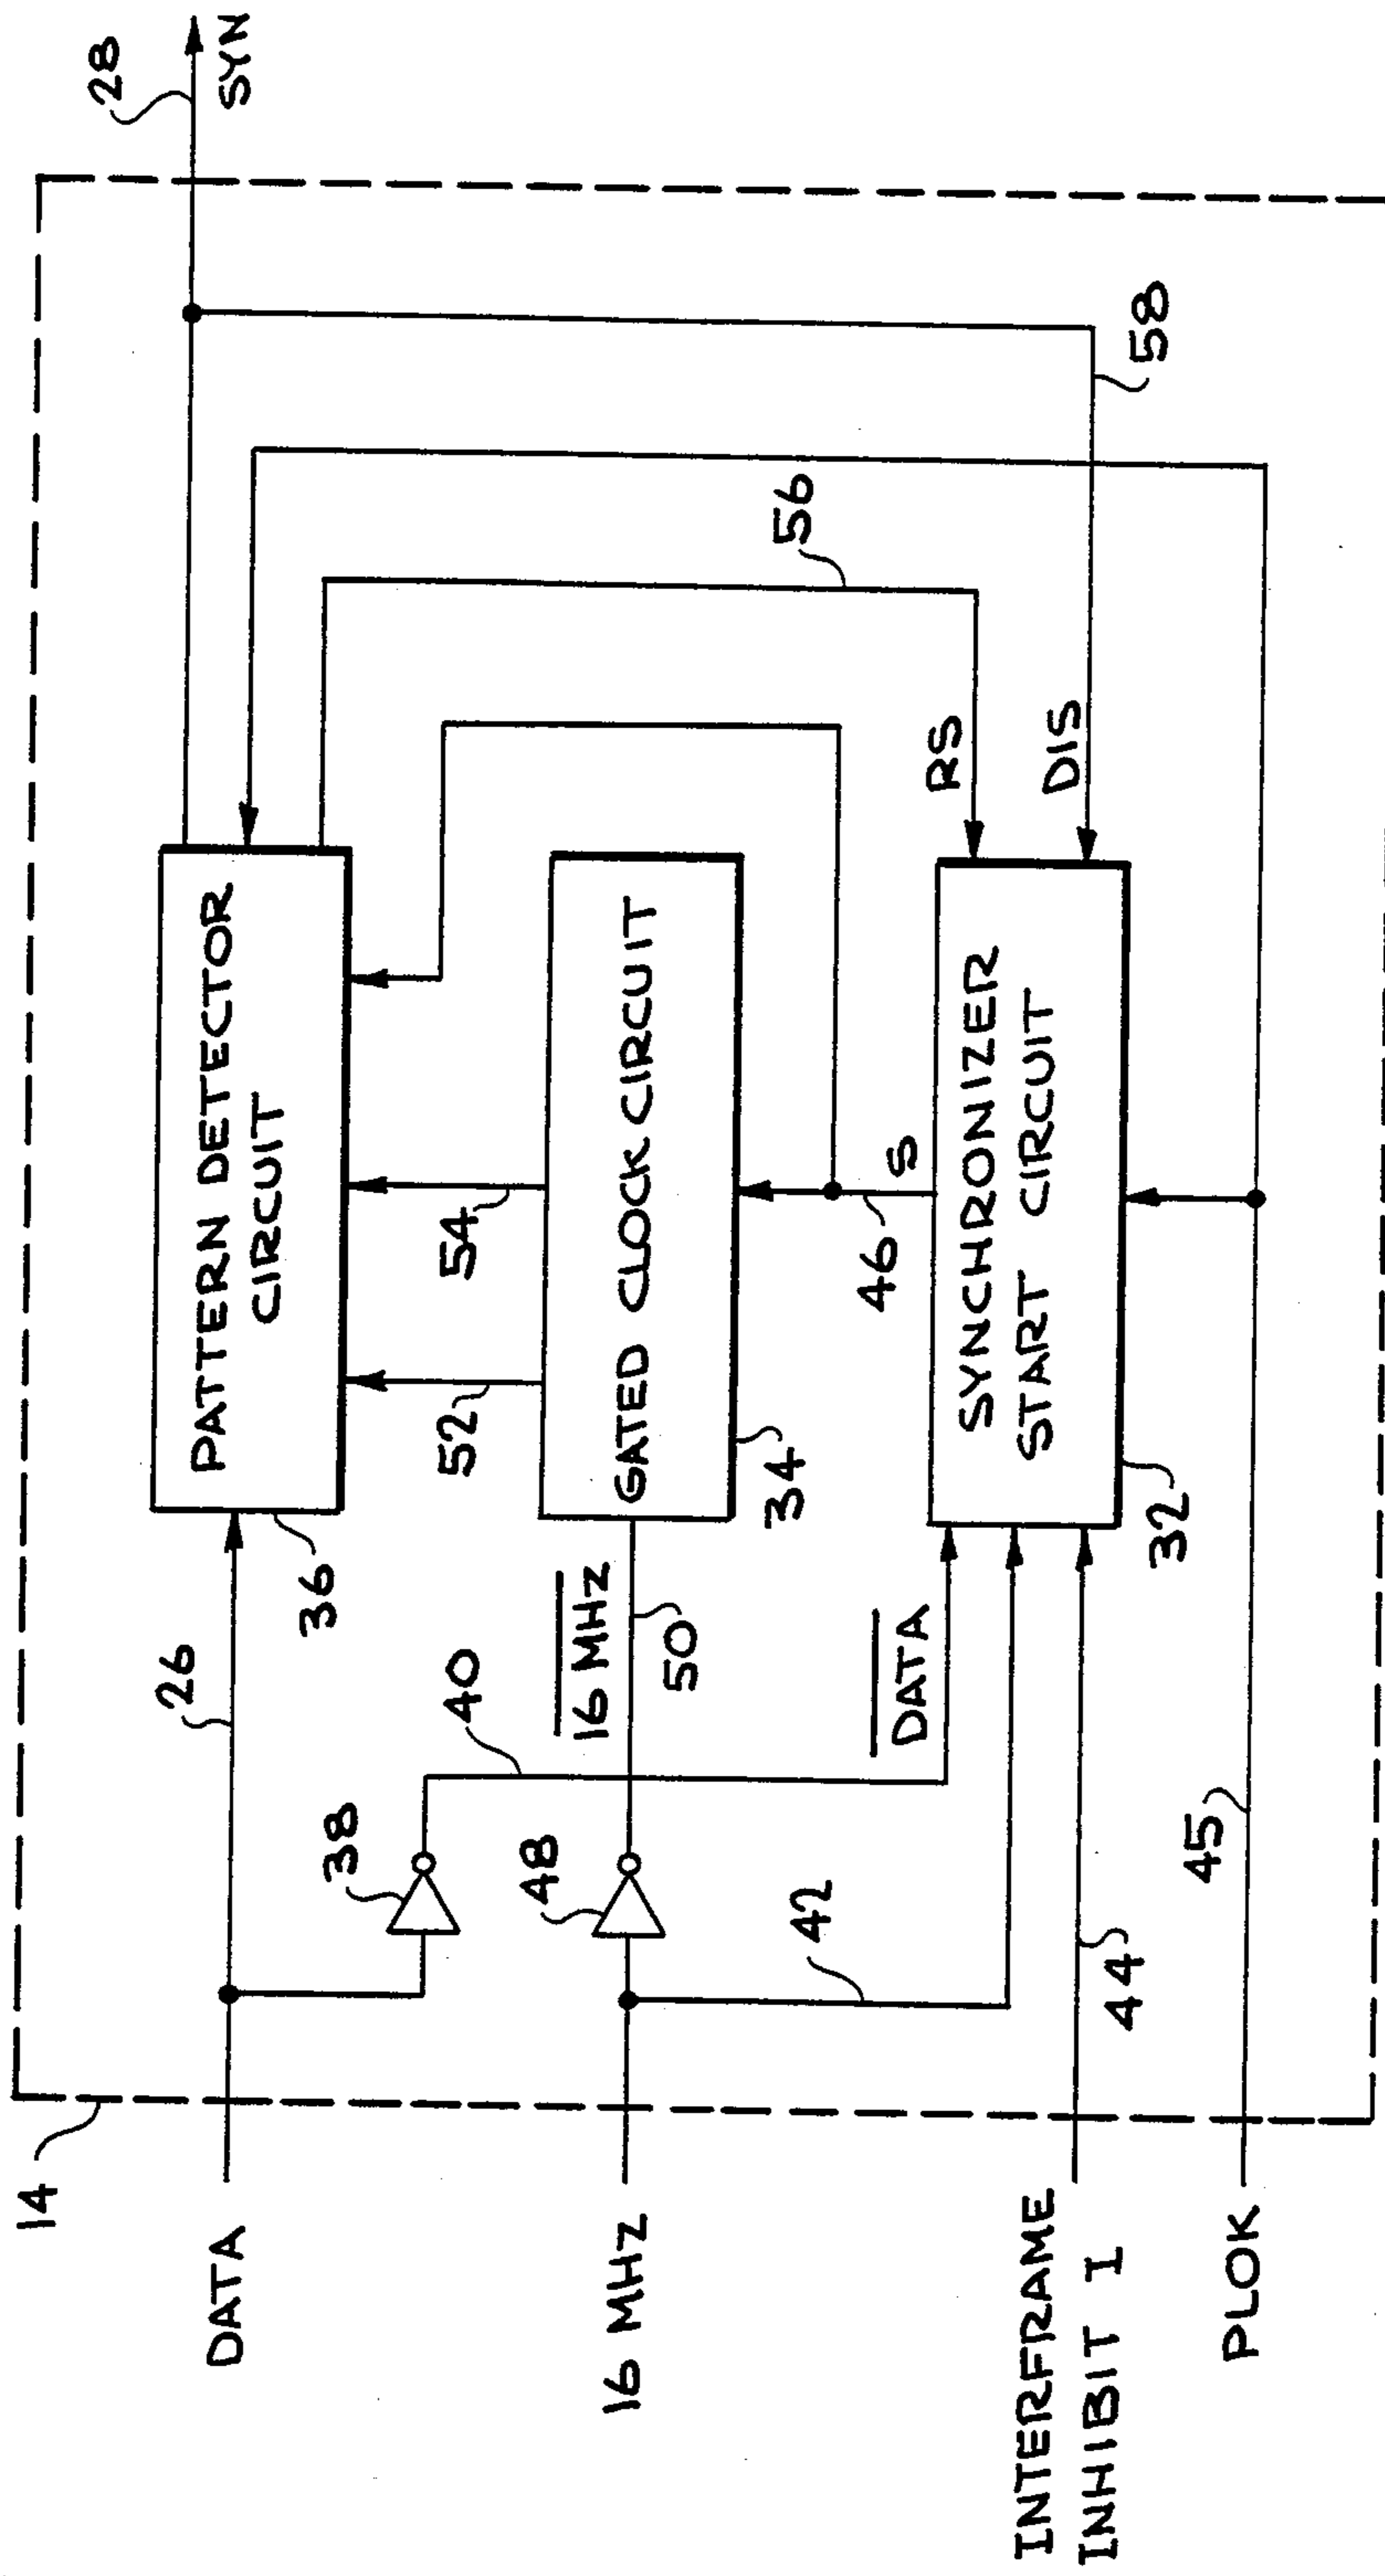 14
28
SYN
DATA
26
36
PATTERN DETECTOR
CIRCUIT
38
40
52
54
56
58
16 MHz
48
16 MHz
50
GATED CLOCK CIRCUIT
34
46
S
42
DATA
RS
DIS
SYNCHRONIZER
START CIRCUIT
32
INTERFRAME
INHIBIT I
44
PLOK
45